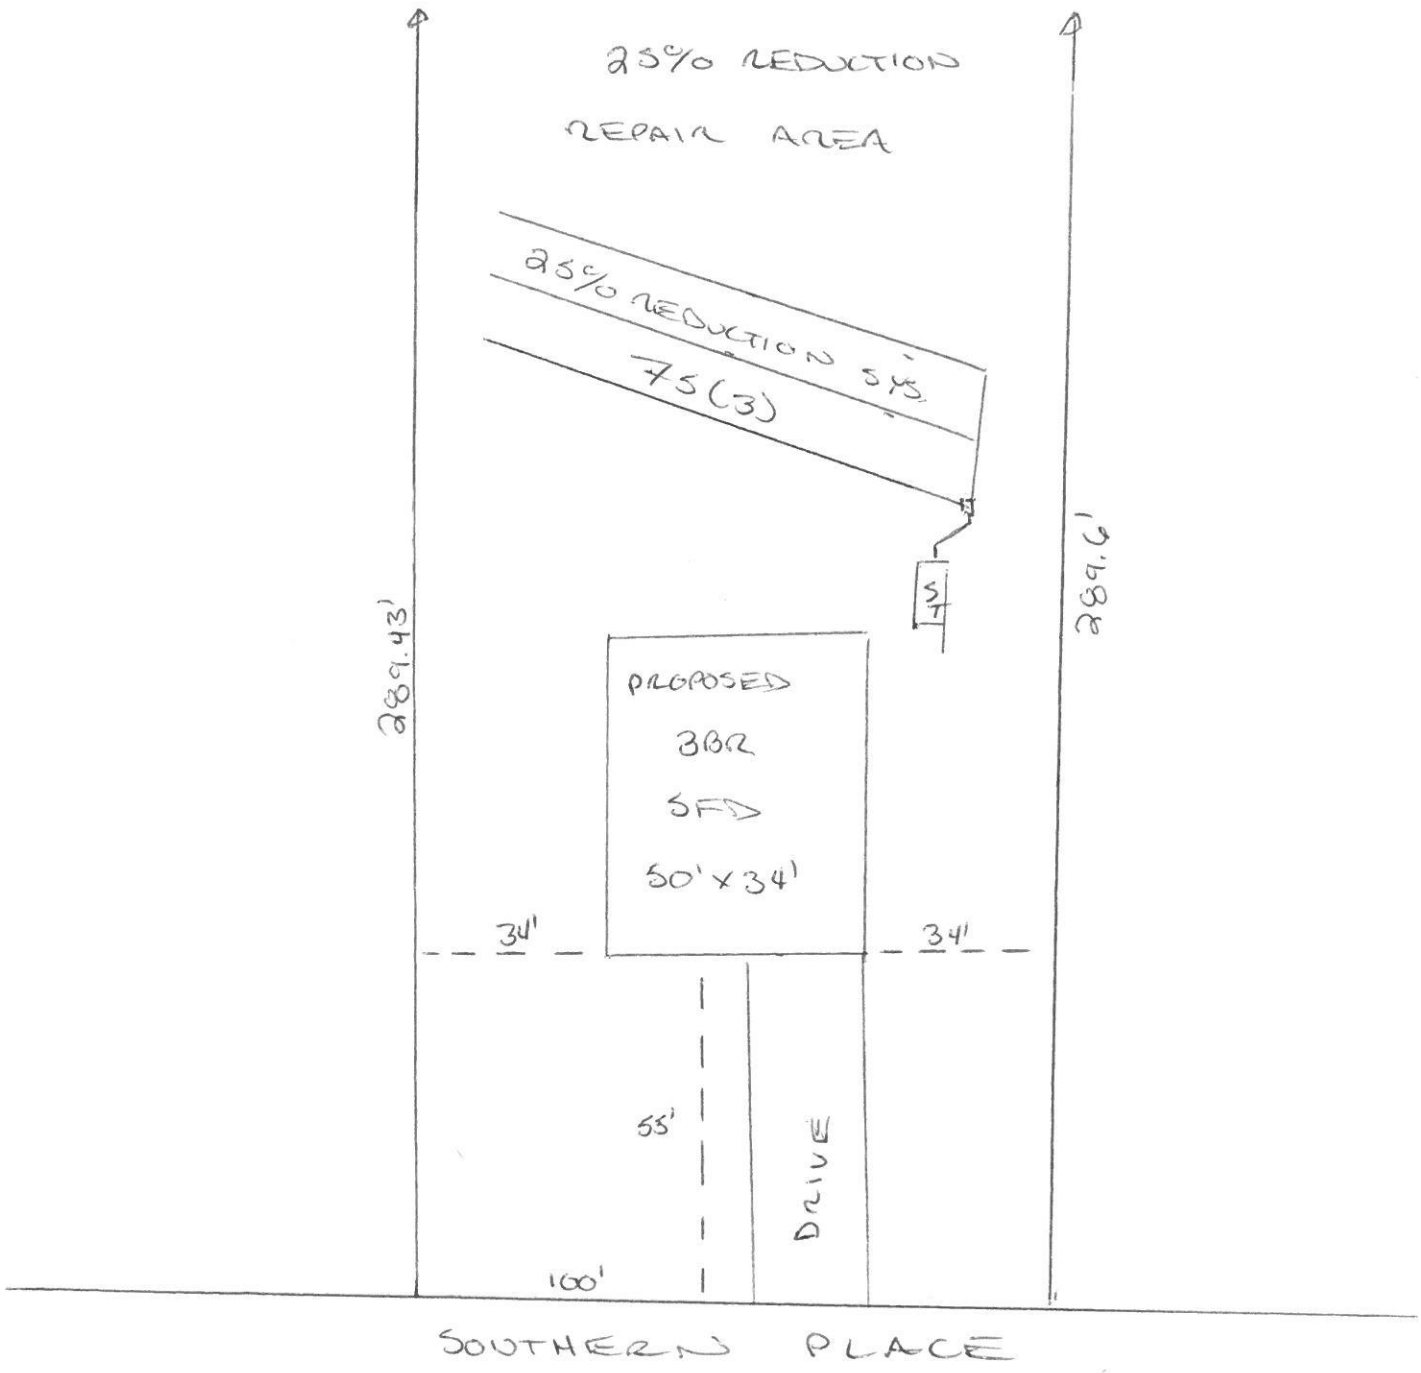 25% REDUCTION
REPAIR AREA
25% REDUCTION SYS.
75(3)
289.43'
289.6'
ST
PROPOSED
3BR
SFD
50' x 34'
34'
34'
55'
DRIVE
100'
SOUTHERN PLACE